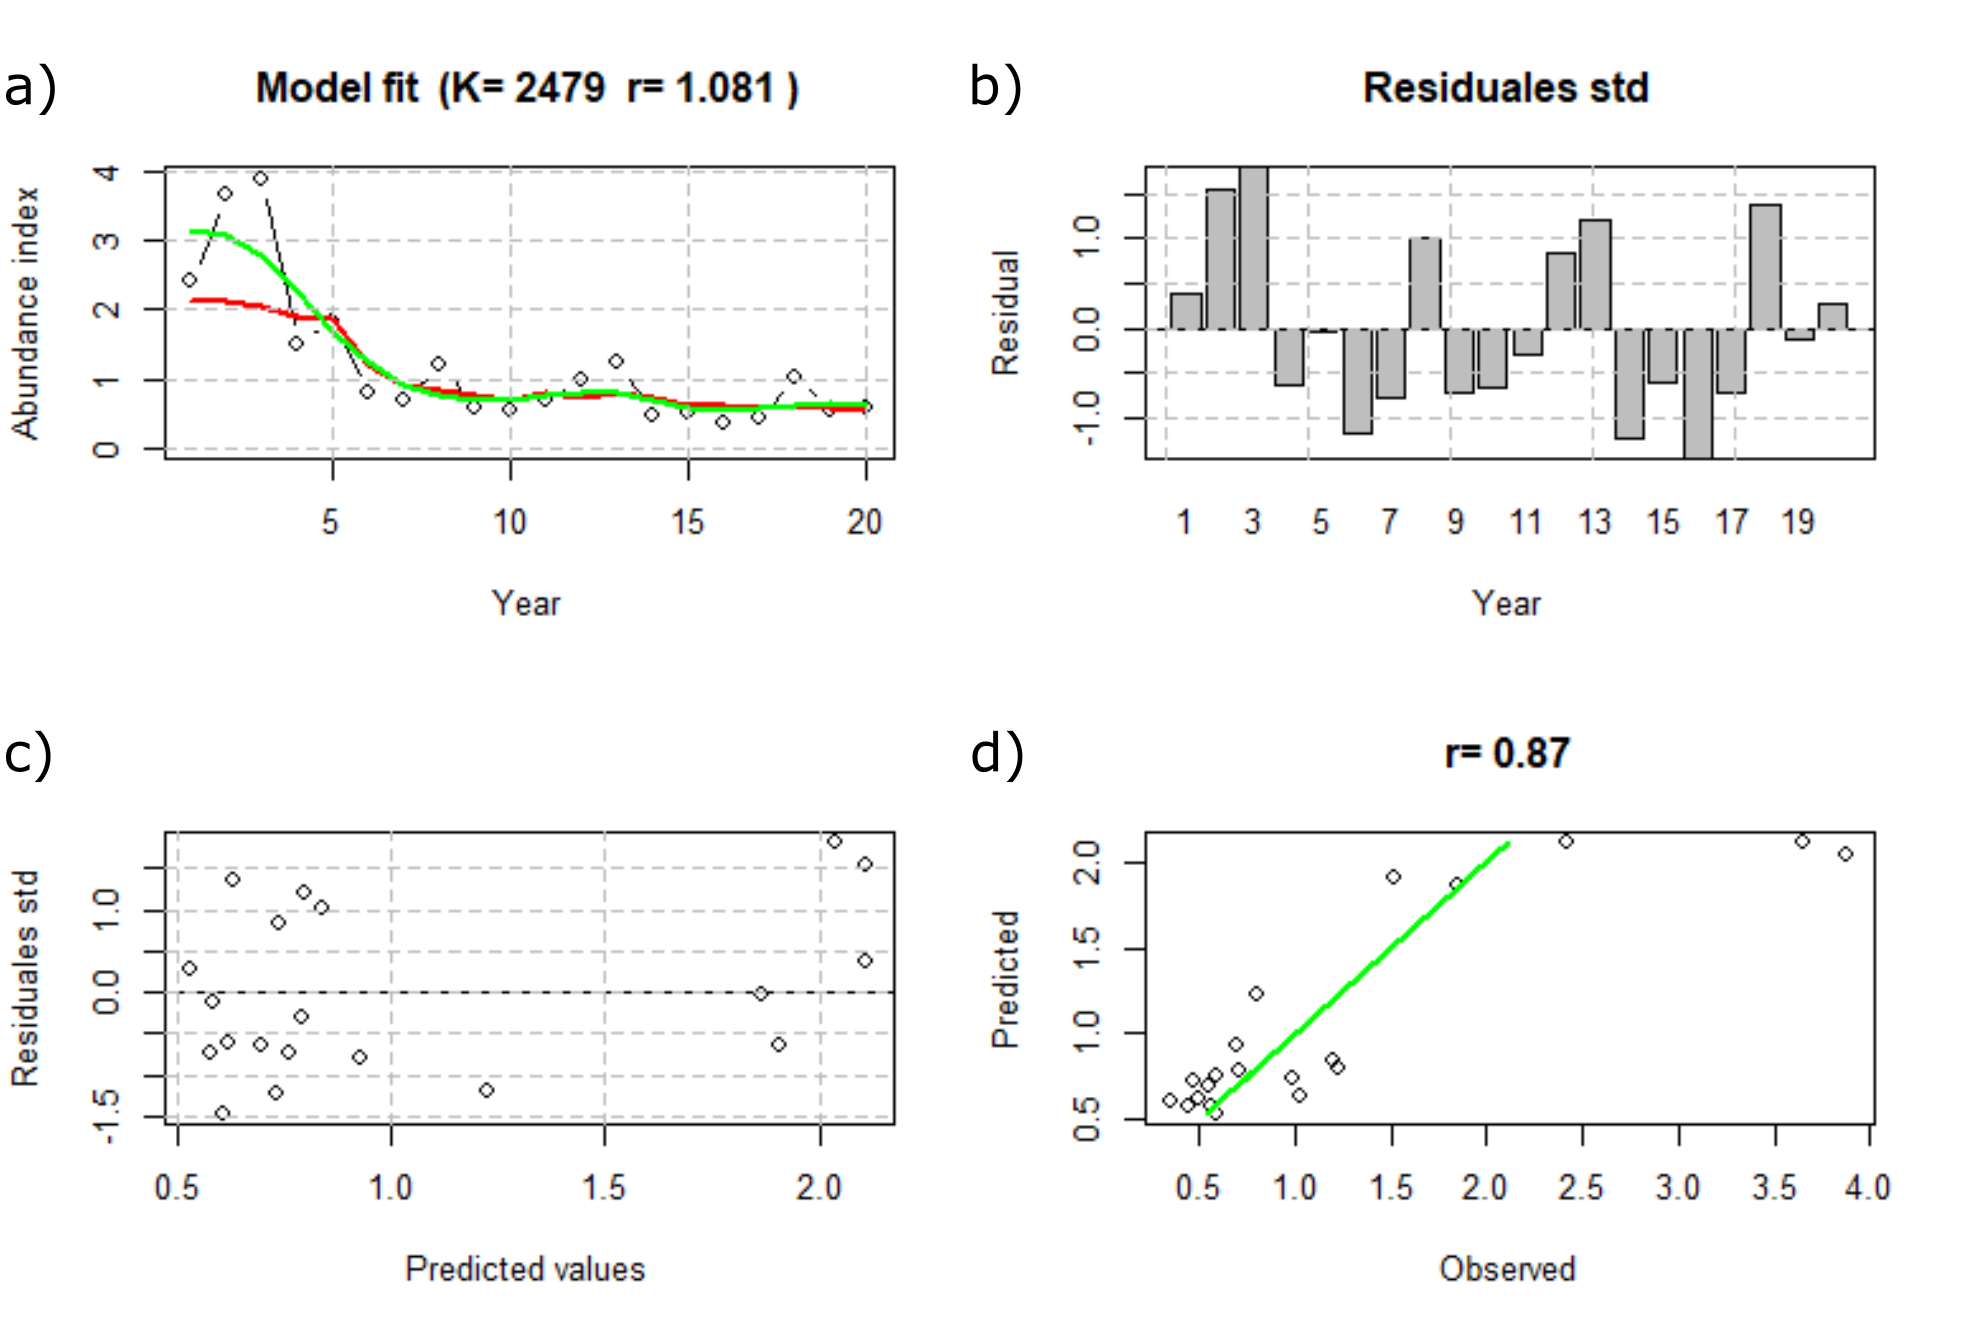 a)
Model fit (K= 2479 r= 1.081 )
Abundance index
4
3
2
1
0
5 10 15 20
Year
b)
Residuales std
Residual
1.0
0.0
-1.0
1 3 5 7 9 11 13 15 17 19
Year
c)
Residuales std
1.0
0.0
-1.5
0.5 1.0 1.5 2.0
Predicted values
d)
r= 0.87
Predicted
2.0
1.5
1.0
0.5
0.5 1.0 1.5 2.0 2.5 3.0 3.5 4.0
Observed